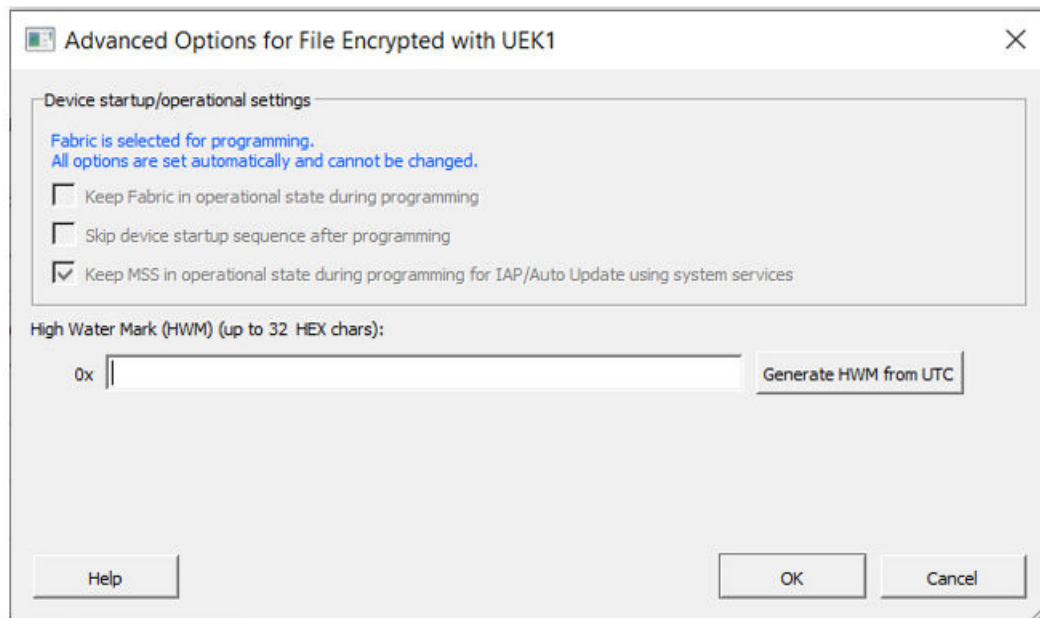 Advanced Options for File Encrypted with UEK1
Device startup/operational settings
Fabric is selected for programming.
All options are set automatically and cannot be changed.
Keep Fabric in operational state during programming
Skip device startup sequence after programming
Keep MSS in operational state during programming for IAP/Auto Update using system services
High Water Mark (HWM) (up to 32 HEX chars):
0x
Generate HWM from UTC
Help
OK
Cancel